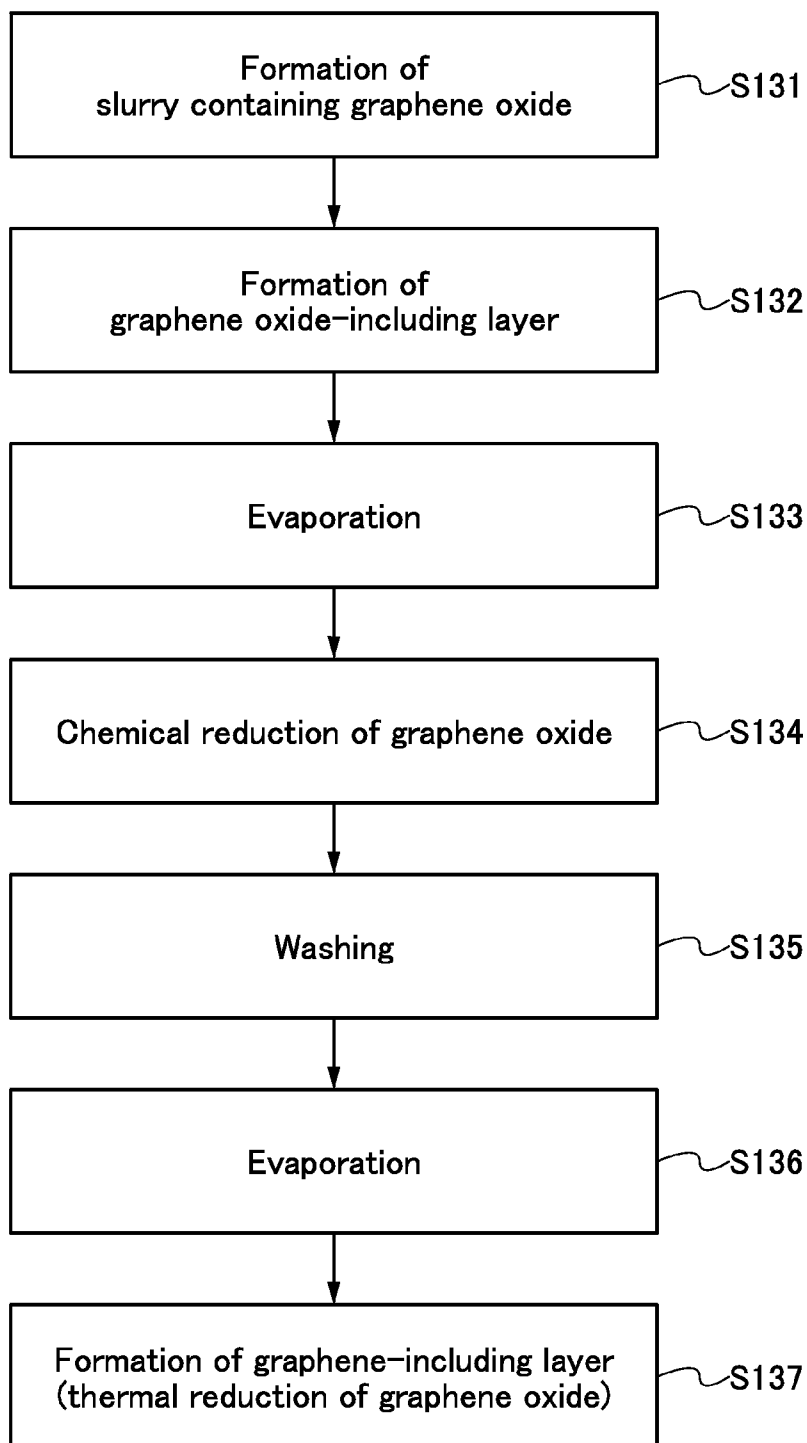 Formation of
slurry containing graphene oxide
S131
Formation of
graphene oxide-including layer
S132
Evaporation
S133
Chemical reduction of graphene oxide
S134
Washing
S135
Evaporation
S136
Formation of graphene-including layer
(thermal reduction of graphene oxide)
S137